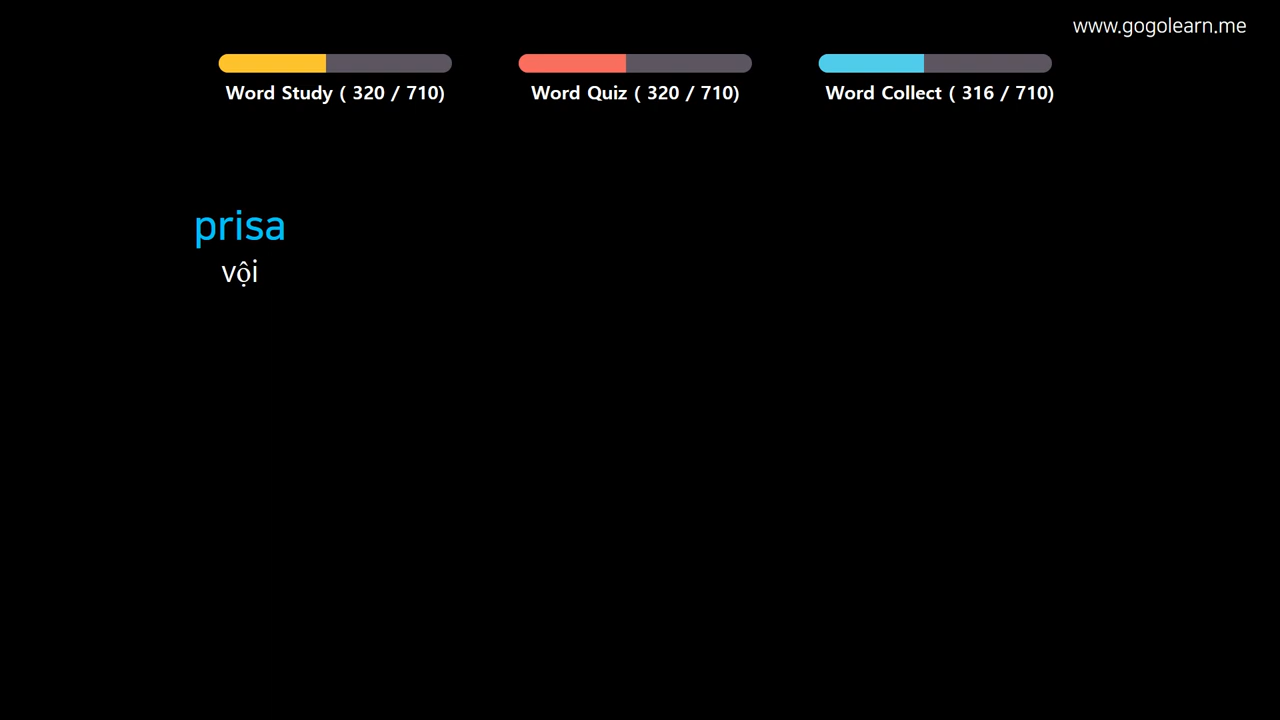 www.gogolearn.me
Word Study ( 320 / 710)
Word Quiz ( 320 / 710)
Word Collect ( 316 / 710)
prisa
vội